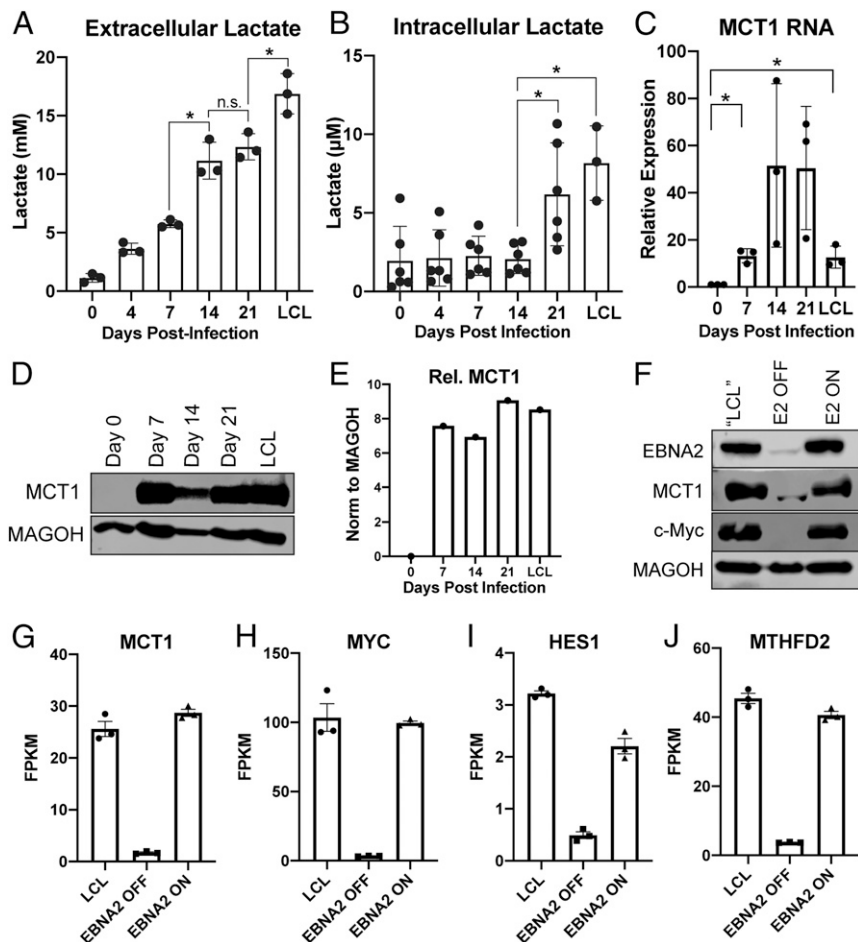 A Extracellular Lactate
Lactate (mM)
20
15
10
5
0
*
n.s.
*
0 4 7 14 21 LCL
Days Post-Infection
B Intracellular Lactate
Lactate (µM)
15
10
5
0
*
*
0 4 7 14 21 LCL
Days Post Infection
C MCT1 RNA
Relative Expression
100
80
60
40
20
0
*
*
0 7 14 21 LCL
Days Post Infection
D
Day 0
Day 7
Day 14
Day 21
LCL
MCT1
MAGOH
E Rel. MCT1
Norm to MAGOH
10
8
6
4
2
0
0 7 14 21 LCL
Days Post Infection
F
“LCL”
E2 OFF
E2 ON
EBNA2
MCT1
c-Myc
MAGOH
G MCT1
FPKM
40
30
20
10
0
LCL
EBNA2 OFF
EBNA2 ON
H MYC
FPKM
150
100
50
0
LCL
EBNA2 OFF
EBNA2 ON
I HES1
FPKM
4
3
2
1
0
LCL
EBNA2 OFF
EBNA2 ON
J MTHFD2
FPKM
60
40
20
0
LCL
EBNA2 OFF
EBNA2 ON